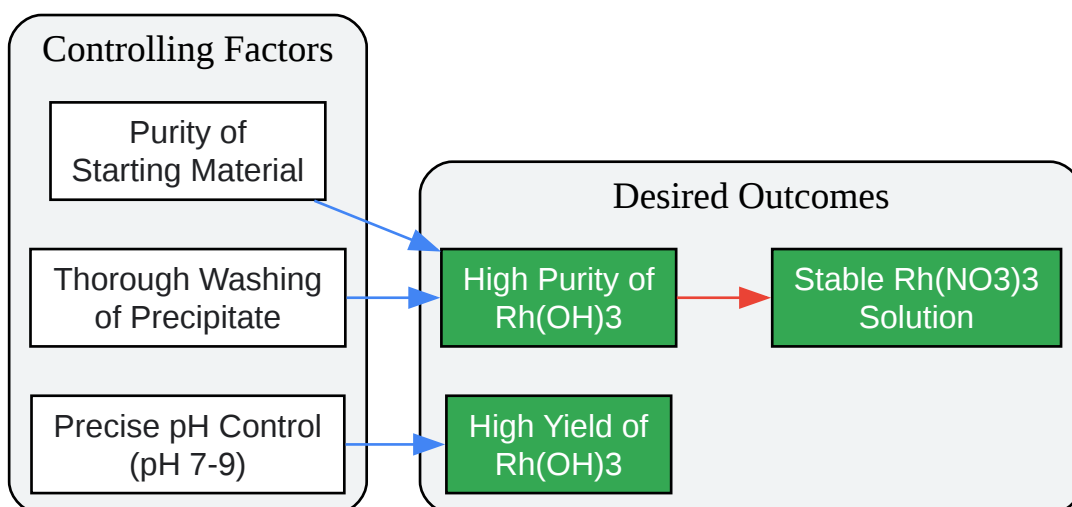 Controlling Factors
Purity of
Starting Material
Thorough Washing
of Precipitate
Precise pH Control
(pH 7-9)
Desired Outcomes
High Purity of
Rh(OH)3
Stable Rh(NO3)3
Solution
High Yield of
Rh(OH)3